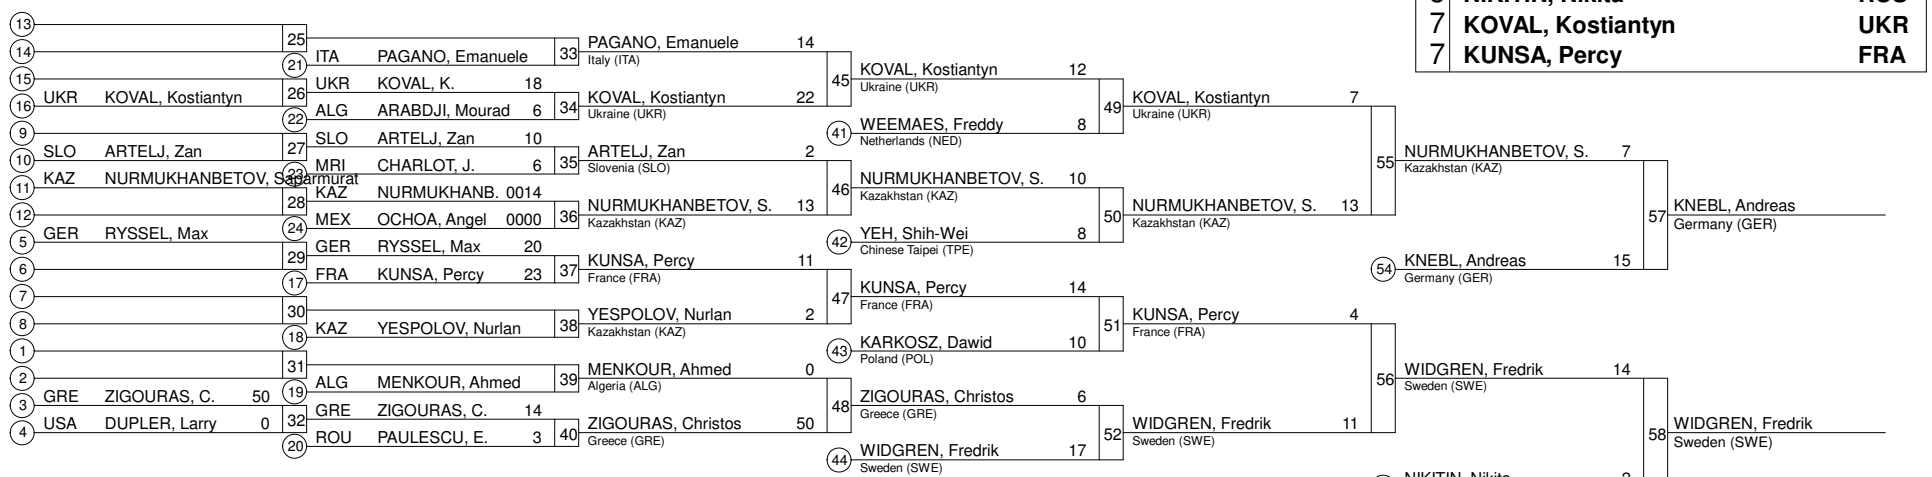 NIKITIN, Nikita RUS
7 KOVAL, Kostiantyn UKR
7 KUNSA, Percy FRA
13
14
15
16 UKR KOVAL, Kostiantyn
9
10 SLO ARTELJ, Zan
11 KAZ NURMUKHANBETOV, Saparmurat
12
5 GER RYSSEL, Max
6
7
8
1
2
3 GRE ZIGOURAS, C. 50
4 USA DUPLER, Larry 0
25
21 ITA PAGANO, Emanuele
26 UKR KOVAL, K. 18
22 ALG ARABDJI, Mourad 6
27 SLO ARTELJ, Zan 10
23 MRI CHARLOT, J. 6
28 KAZ NURMUKHANB. 0014
24 MEX OCHOA, Angel 0000
29 GER RYSSEL, Max 20
17 FRA KUNSA, Percy 23
30
18 KAZ YESPOLOV, Nurlan
31
19 ALG MENKOUR, Ahmed
32 GRE ZIGOURAS, C. 14
20 ROU PAULESCU, E. 3
33 PAGANO, Emanuele 14
Italy (ITA)
34 KOVAL, Kostiantyn 22
Ukraine (UKR)
35 ARTELJ, Zan 2
Slovenia (SLO)
36 NURMUKHANBETOV, S. 13
Kazakhstan (KAZ)
37 KUNSA, Percy 11
France (FRA)
38 YESPOLOV, Nurlan 2
Kazakhstan (KAZ)
39 MENKOUR, Ahmed 0
Algeria (ALG)
40 ZIGOURAS, Christos 50
Greece (GRE)
45 KOVAL, Kostiantyn 12
Ukraine (UKR)
41 WEEMAES, Freddy 8
Netherlands (NED)
46 NURMUKHANBETOV, S. 10
Kazakhstan (KAZ)
42 YEH, Shih-Wei 8
Chinese Taipei (TPE)
47 KUNSA, Percy 14
France (FRA)
43 KARKOSZ, Dawid 10
Poland (POL)
48 ZIGOURAS, Christos 6
Greece (GRE)
44 WIDGREN, Fredrik 17
Sweden (SWE)
49 KOVAL, Kostiantyn 7
Ukraine (UKR)
50 NURMUKHANBETOV, S. 13
Kazakhstan (KAZ)
51 KUNSA, Percy 4
France (FRA)
52 WIDGREN, Fredrik 11
Sweden (SWE)
55 NURMUKHANBETOV, S. 7
Kazakhstan (KAZ)
54 KNEBL, Andreas 15
Germany (GER)
56 WIDGREN, Fredrik 14
Sweden (SWE)
NIKITIN, Nikita
57 KNEBL, Andreas
Germany (GER)
58 WIDGREN, Fredrik
Sweden (SWE)